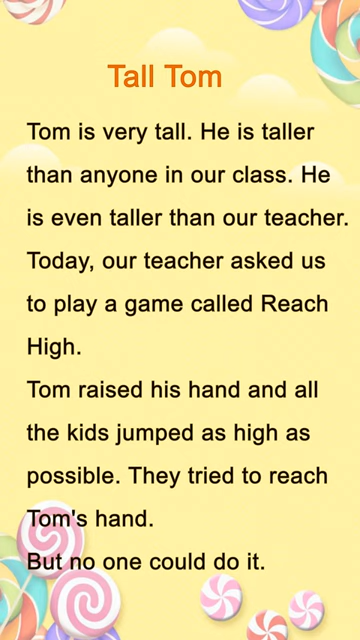 Tall Tom
Tom is very tall. He is taller
than anyone in our class. He
is even taller than our teacher.
Today, our teacher asked us
to play a game called Reach
High.
Tom raised his hand and all
the kids jumped as high as
possible. They tried to reach
Tom's hand.
But no one could do it.